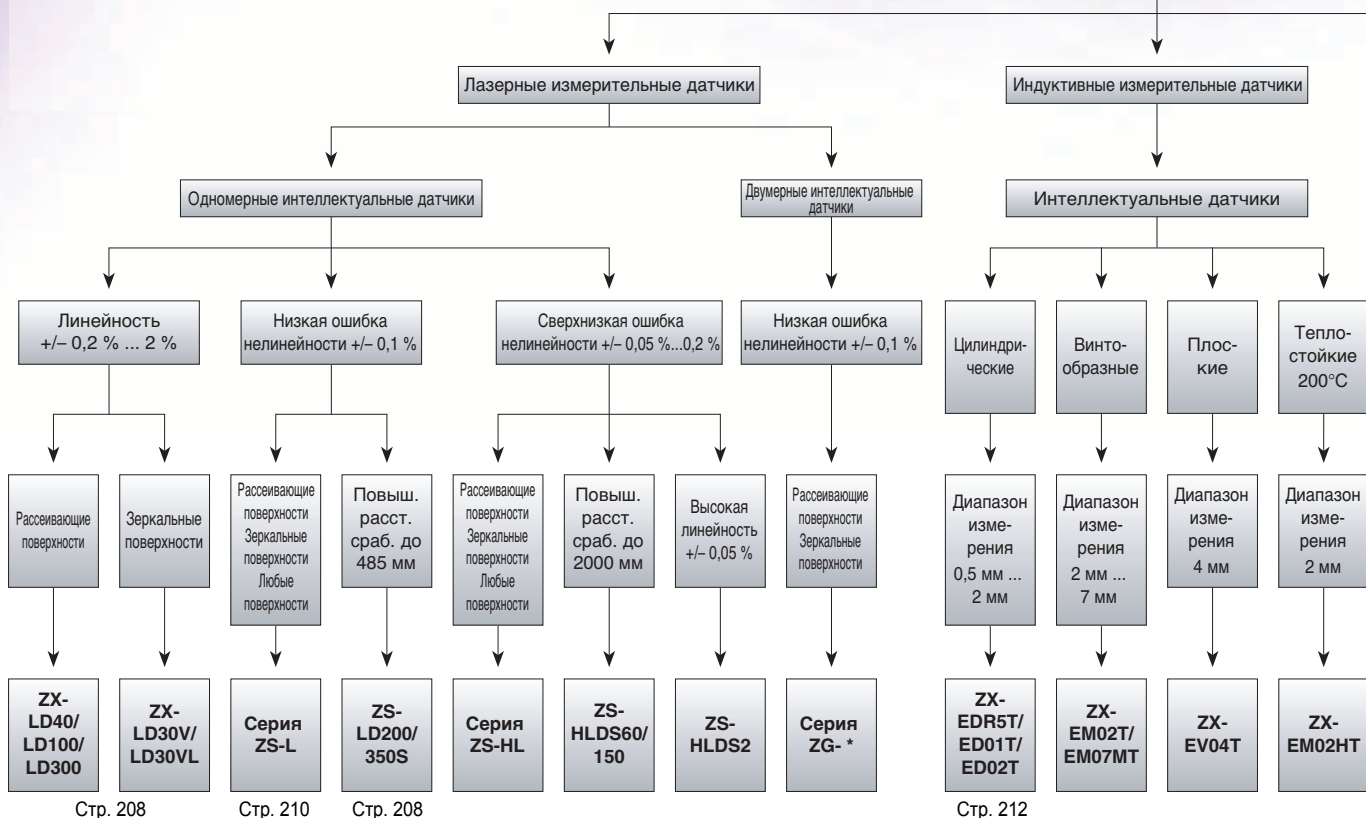 Лазерные измерительные датчики
Индуктивные измерительные датчики
Одномерные интеллектуальные датчики
Двумерные интеллектуальные
датчики
Интеллектуальные датчики
Линейность
+/– 0,2 % ... 2 %
Низкая ошибка
нелинейности +/– 0,1 %
Сверхнизкая ошибка
нелинейности +/– 0,05 %...0,2 %
Низкая ошибка
нелинейности +/– 0,1 %
Цилиндри-
ческие
Винто-
образные
Плос-
кие
Тепло-
стойкие
200°C
Рассеивающие
поверхности
Зеркальные
поверхности
Рассеивающие
поверхности
Зеркальные
поверхности
Любые
поверхности
Повыш.
расст.
сраб. до
485 мм
Рассеивающие
поверхности
Зеркальные
поверхности
Любые
поверхности
Повыш.
расст.
сраб. до
2000 мм
Высокая
линейность
+/– 0,05 %
Рассеивающие
поверхности
Зеркальные
поверхности
Диапазон
изме-
рения
0,5 мм ...
2 мм
Диапазон
изме-
рения
2 мм ...
7 мм
Диапазон
изме-
рения
4 мм
Диапазон
изме-
рения
2 мм
ZX-
LD40/
LD100/
LD300
ZX-
LD30V/
LD30VL
Серия
ZS-L
ZS-
LD200/
350S
Серия
ZS-HL
ZS-
HLDS60/
150
ZS-
HLDS2
Серия
ZG- *
ZX-
EDR5T/
ED01T/
ED02T
ZX-
EM02T/
EM07MT
ZX-
EV04T
ZX-
EM02HT
Стр. 208
Стр. 210
Стр. 208
Стр. 212